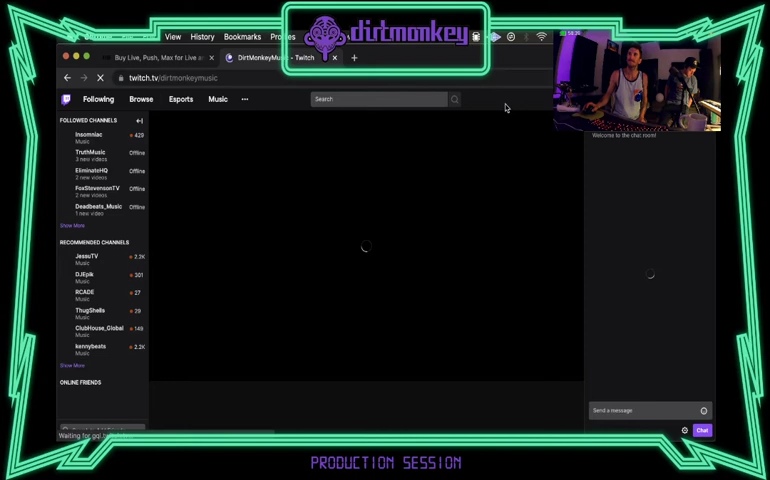 View History Bookmarks
dirtmonkey
Buy Live, Push, Max for Live an
DirtMonkeyMusic - Twitch
twitch.tv/dirtmonkeymusic
Following Browse Esports Music ...
Search
FOLLOWED CHANNELS
Welcome to the chat room!
Insomniac 429
Music
TruthMusic Offline
3 new videos
EliminateHQ Offline
2 new videos
FoxStevensonTV Offline
2 new videos
Deadbeats_Music Offline
1 new video
Show More
RECOMMENDED CHANNELS
JessuTV 2.2K
Music
DJEpik 301
Music
RCADE 27
Music
ThugShells 29
Music
ClubHouse_Global 149
Music
kennybeats 2.2K
Music
Show More
ONLINE FRIENDS
Send a message
Chat
PRODUCTION SESSION